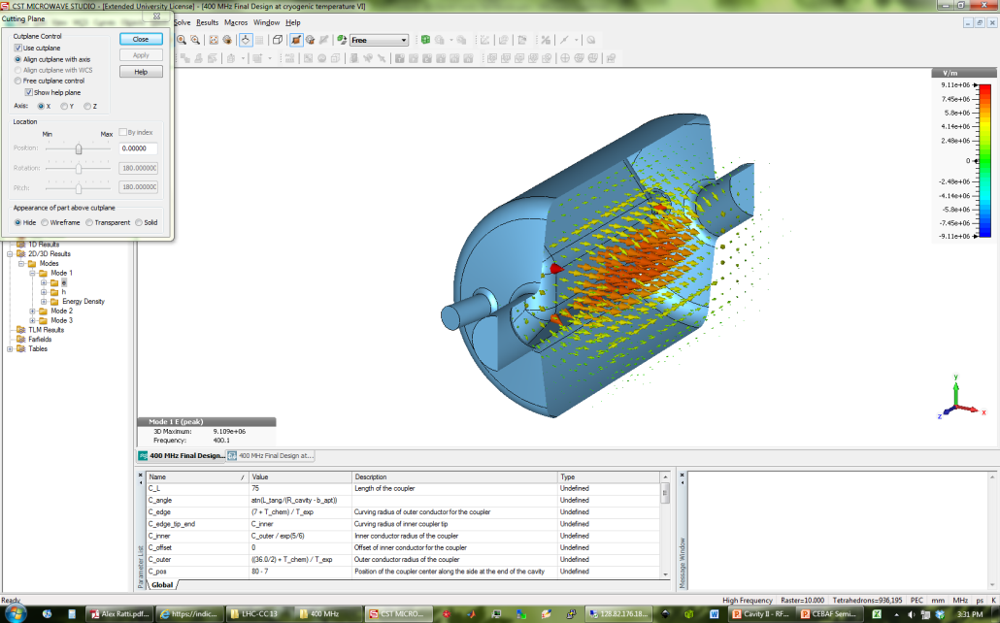 CST MICROWAVE STUDIO - [Extended University License] - [400 MHz Final Design at cryogenic temperature VI]
Cutting Plane
Solve Results Macros Window Help
Cutplane Control
Use cutplane
Align cutplane with axis
Align cutplane with WCS
Free cutplane control
Show help plane
Axis: X Y Z
Close
Apply
Help
Free
Location
Min Max By index
Position: 0.00000
Rotation: 180.00000
Pitch: 180.00000
Appearance of part above cutplane
Hide Wireframe Transparent Solid
1D Results
2D/3D Results
Modes
Mode 1
e
h
Energy Density
Mode 2
Mode 3
TLM Results
Farfields
Tables
V/m
9.11e+06
7.45e+06
5.8e+06
4.14e+06
2.48e+06
0
-2.48e+06
-4.14e+06
-5.8e+06
-7.45e+06
-9.11e+06
y
x
z
Mode 1 E (peak)
3D Maximum: 9.109e+06
Frequency: 400.1
400 MHz Final Design... 400 MHz Final Design at...
Name / Value Description Type
C_L 75 Length of the coupler Undefined
C_angle atn(L_tang/(R_cavity - b_apt)) Undefined
C_edge (7 + T_chem) / T_exp Curving radius of outer conductor for the coupler Undefined
C_edge_tip_end C_inner Curving radius of inner coupler tip Undefined
C_inner C_outer / exp(5/6) Inner conductor radius of the coupler Undefined
C_offset 0 Offset of inner conductor for the coupler Undefined
C_outer ((36.0/2) + T_chem) / T_exp Outer conductor radius of the coupler Undefined
C_pos 80 - 7 Position of the coupler center along the side at the end of the cavity Undefined
Global
Parameter List
Message Window
Ready
High Frequency Raster=10.000 Tetrahedrons=936,195 PEC mm MHz ps K
Alex Ratti.pdf... https://indic... LHC-CC13 400 MHz CST MICRO... 128.82.176.18... Cavity II - RF... CEBAF Semi... 3:31 PM